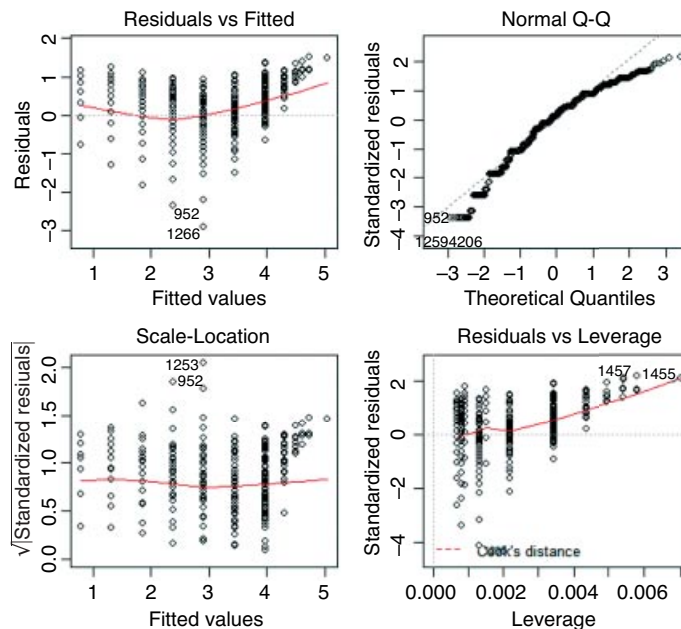 Residuals vs Fitted
Residuals
2
1
0
−1
−2
−3
952
1266
1 2 3 4 5
Fitted values
Normal Q-Q
Standardized residuals
2
1
0
−1
−2
−3
−4
952
12594206
−3 −2 −1 0 1 2 3
Theoretical Quantiles
Scale-Location
√|Standardized resiuals|
2.0
1.5
1.0
0.5
0.0
1253
952
1 2 3 4 5
Fitted values
Residuals vs Leverage
Standardized residuals
2
0
−2
−4
1457
1455
distance
0.000 0.002 0.004 0.006
Leverage